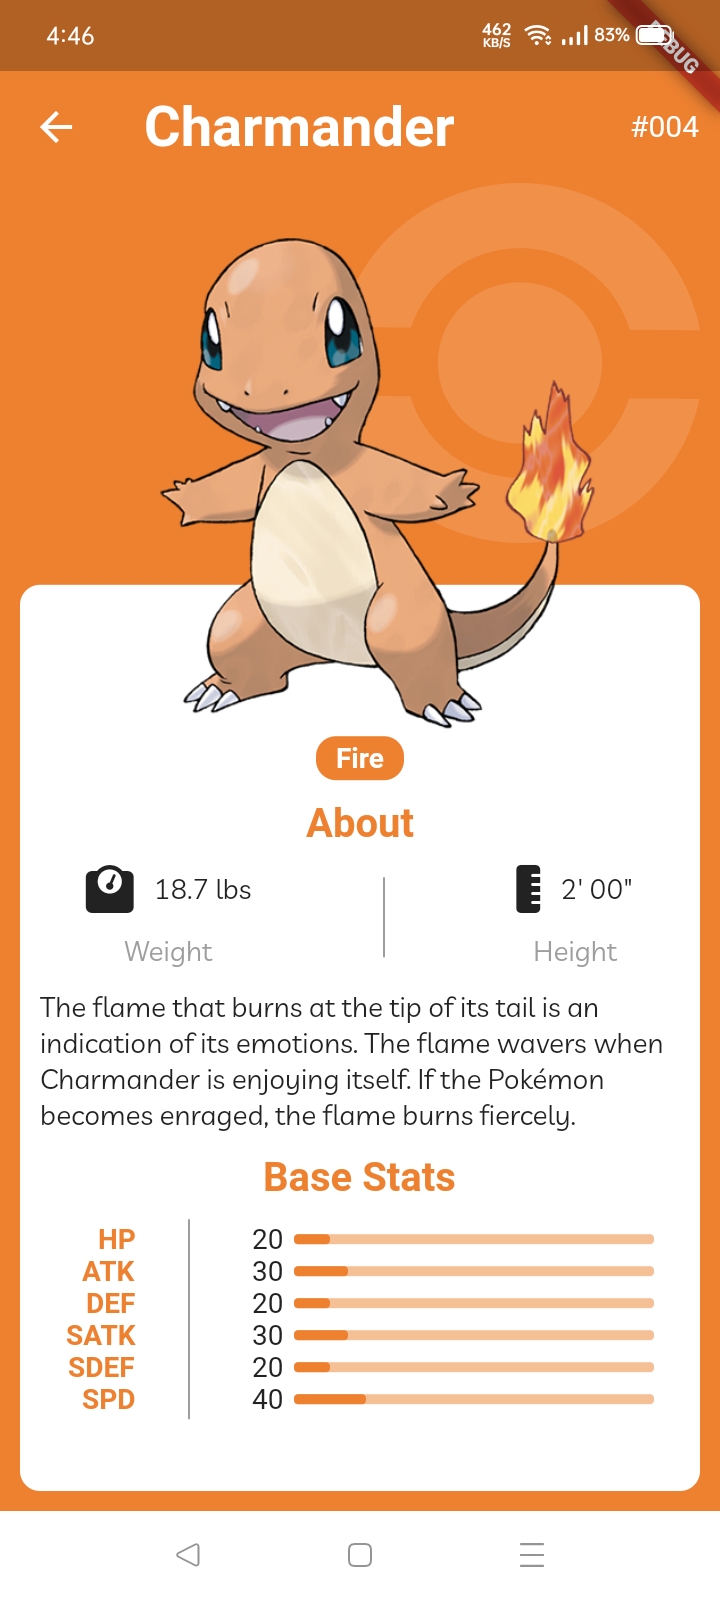 4:46
462
KB/S
83%
DEBUG
Charmander
#004
Fire
About
18.7 lbs
2' 00"
Weight
Height
The flame that burns at the tip of its tail is an
indication of its emotions. The flame wavers when
Charmander is enjoying itself. If the Pokémon
becomes enraged, the flame burns fiercely.
Base Stats
HP 20
ATK 30
DEF 20
SATK 30
SDEF 20
SPD 40